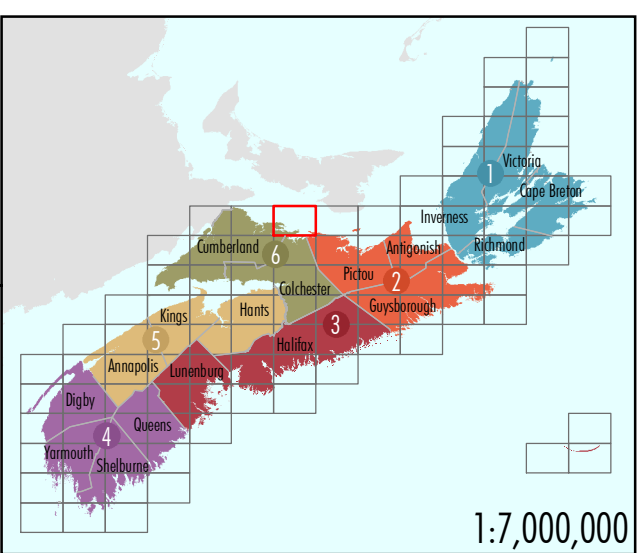 Victoria
1
Cape Breton
Inverness
Richmond
Cumberland
6
Antigonish
Pictou
2
Colchester
Guysborough
Kings
Hants
3
5
Halifax
Annapolis
Lunenburg
Digby
Queens
4
Yarmouth
Shelburne
1:7,000,000